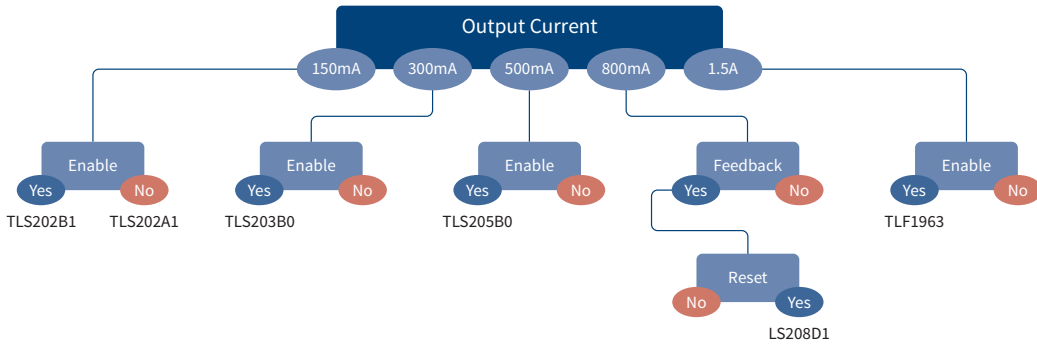 Output Current
150mA 300mA 500mA 800mA 1.5A
Enable Enable Enable Feedback Enable
Yes No Yes No Yes No Yes No Yes No
TLS202B1 TLS202A1 TLS203B0 TLS205B0 TLF1963
Reset
No Yes
LS208D1